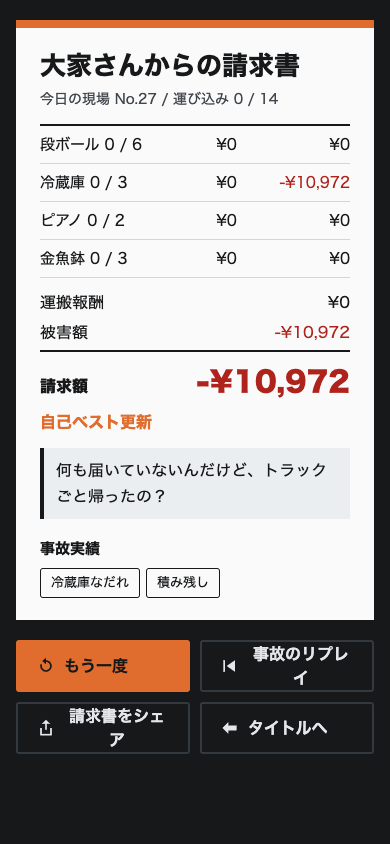 大家さんからの請求書
今日の現場 No.27 / 運び込み 0 / 14
段ボール 0 / 6 ¥0 ¥0
冷蔵庫 0 / 3 ¥0 -¥10,972
ピアノ 0 / 2 ¥0 ¥0
金魚鉢 0 / 3 ¥0 ¥0
運搬報酬 ¥0
被害額 -¥10,972
請求額 -¥10,972
自己ベスト更新
何も届いていないんだけど、トラック
ごと帰ったの？
事故実績
冷蔵庫なだれ 積み残し
もう一度
事故のリプレ
イ
請求書をシェ
ア
タイトルへ